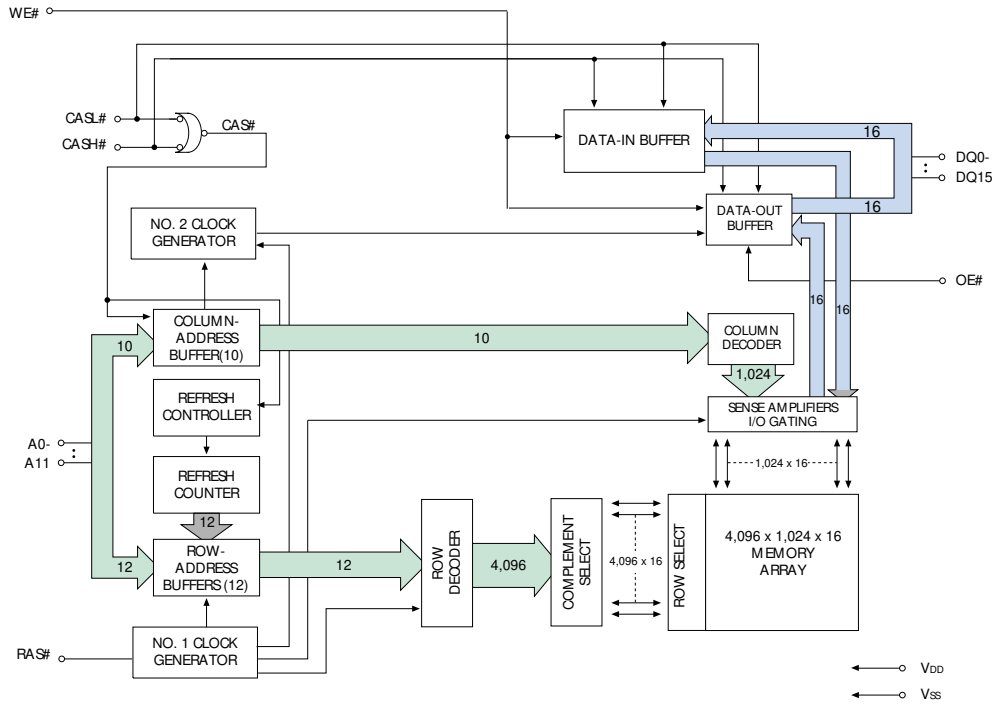 WE#
CASL#
CASH#
CAS#
DATA-IN BUFFER
16
DQ0-
DQ15
NO. 2 CLOCK
GENERATOR
DATA-OUT
BUFFER
16
OE#
16
16
COLUMN-
ADDRESS
BUFFER(10)
10
10
COLUMN
DECODER
1,024
REFRESH
CONTROLLER
SENSE AMPLIFIERS
I/O GATING
A0-
A11
1,024 x 16
REFRESH
COUNTER
12
ROW-
ADDRESS
BUFFERS (12)
12
12
ROW
DECODER
4,096
COMPLEMENT
SELECT
4,096 x 16
ROW SELECT
4,096 x 1,024 x 16
MEMORY
ARRAY
RAS#
NO. 1 CLOCK
GENERATOR
VDD
VSS